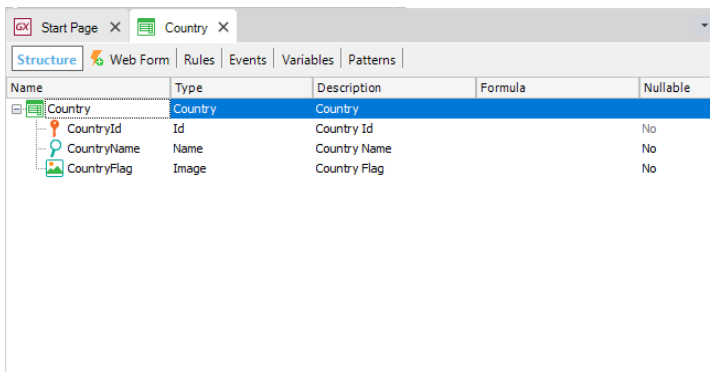 GX Start Page Country
Structure Web Form Rules Events Variables Patterns
Name Type Description Formula Nullable
Country Country Country
CountryId Id Country Id No
CountryName Name Country Name No
CountryFlag Image Country Flag No